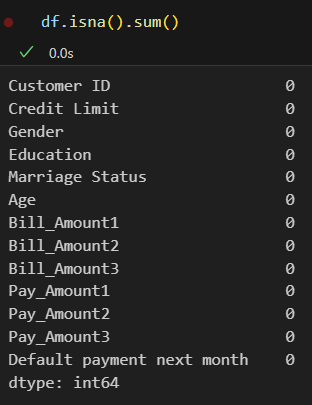 df.isna().sum()
0.0s
Customer ID 0
Credit Limit 0
Gender 0
Education 0
Marriage Status 0
Age 0
Bill_Amount1 0
Bill_Amount2 0
Bill_Amount3 0
Pay_Amount1 0
Pay_Amount2 0
Pay_Amount3 0
Default payment next month 0
dtype: int64